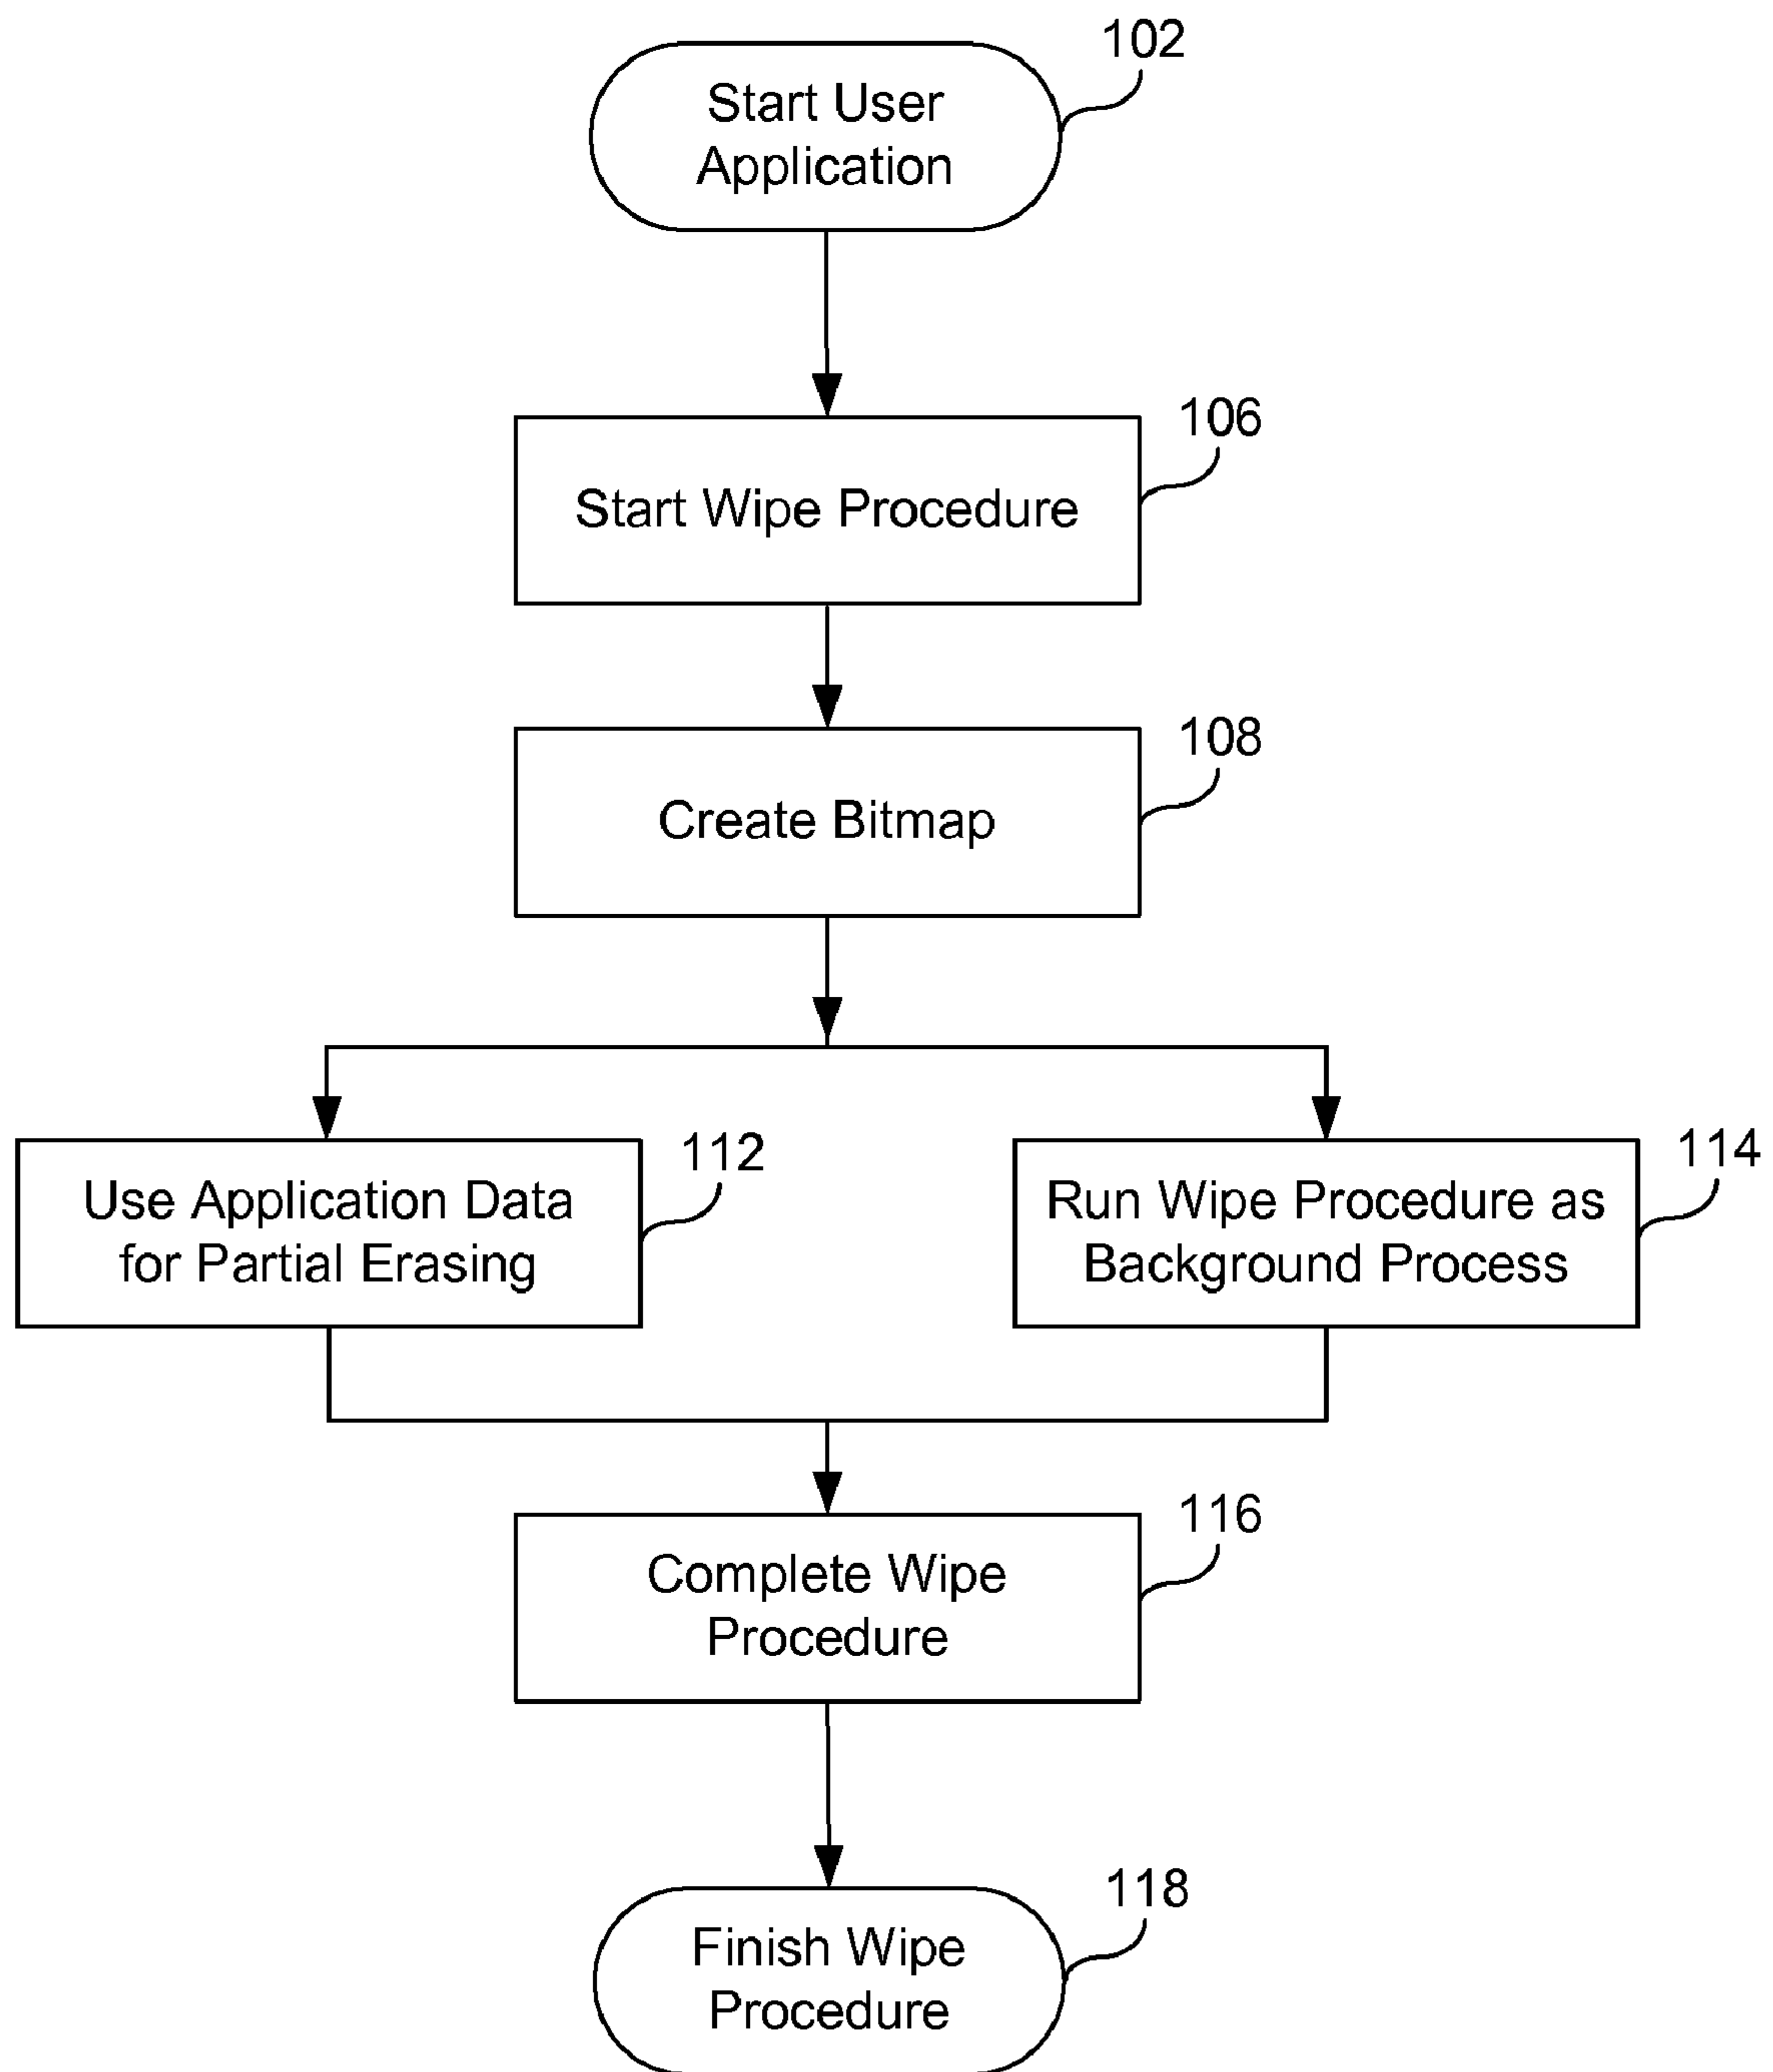 102
Start User
Application
106
Start Wipe Procedure
108
Create Bitmap
112
Use Application Data
for Partial Erasing
114
Run Wipe Procedure as
Background Process
116
Complete Wipe
Procedure
118
Finish Wipe
Procedure